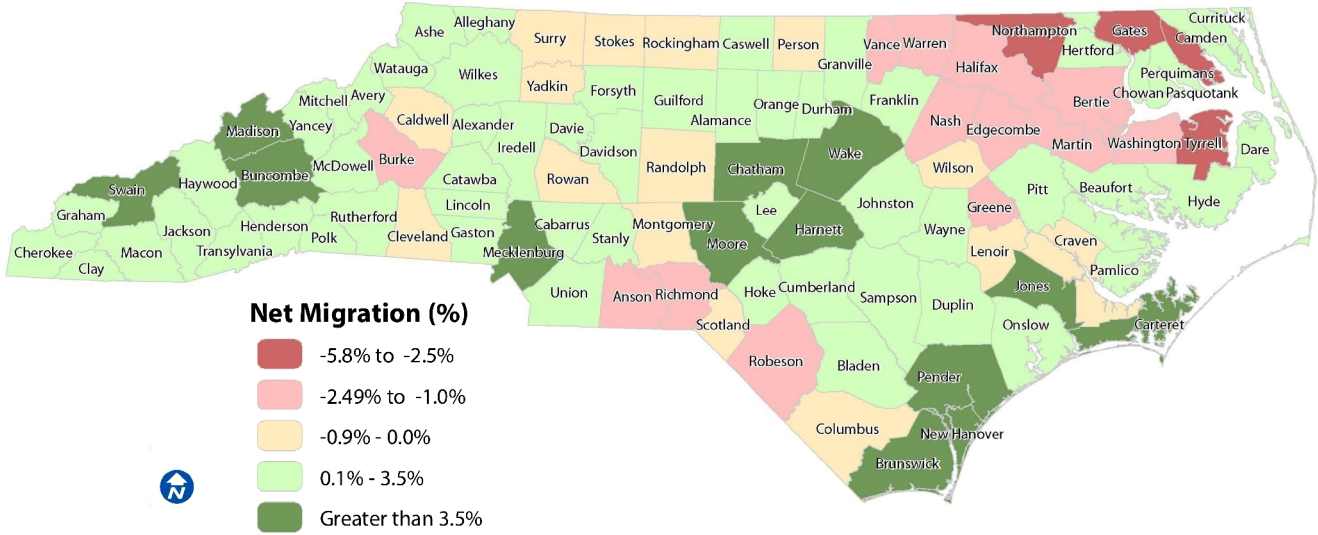 Currituck
Alleghany
Ashe
Northampton
Gates
Camden
Surry
Stokes
Rockingham
Caswell
Person
Vance
Warren
Hertford
Granville
Halifax
Watauga
Wilkes
Perquimans
Yadkin
Forsyth
Chowan
Pasquotank
Mitchell
Avery
Guilford
Orange
Durham
Franklin
Bertie
Caldwell
Alexander
Alamance
Nash
Edgecombe
Madison
Yancey
Davie
Iredell
Davidson
Martin
Washington
Tyrrell
Dare
Burke
McDowell
Randolph
Chatham
Wake
Wilson
Buncombe
Haywood
Swain
Catawba
Rowan
Pitt
Beaufort
Hyde
Graham
Lincoln
Lee
Johnston
Greene
Rutherford
Jackson
Henderson
Polk
Cleveland
Gaston
Cabarrus
Stanly
Montgomery
Moore
Harnett
Wayne
Cherokee
Macon
Transylvania
Mecklenburg
Lenoir
Craven
Clay
Pamlico
Union
Anson
Richmond
Hoke
Cumberland
Sampson
Duplin
Jones
Scotland
Onslow
Carteret
Robeson
Bladen
Pender
Columbus
New Hanover
Brunswick
Net Migration (%)
-5.8% to -2.5%
-2.49% to -1.0%
-0.9% - 0.0%
0.1% - 3.5%
Greater than 3.5%
N